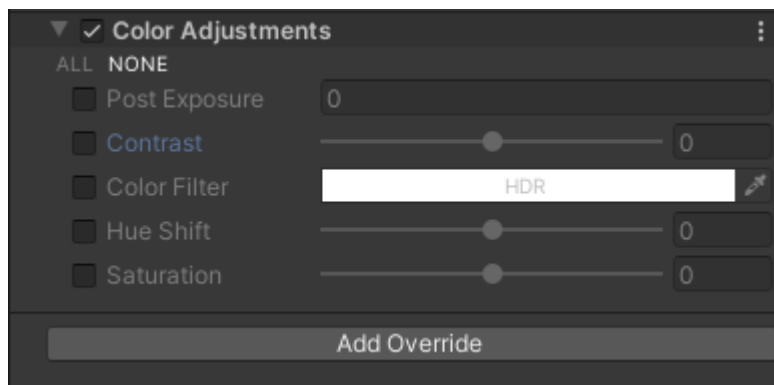 Color Adjustments
ALL NONE
Post Exposure 0
Contrast 0
Color Filter HDR
Hue Shift 0
Saturation 0
Add Override